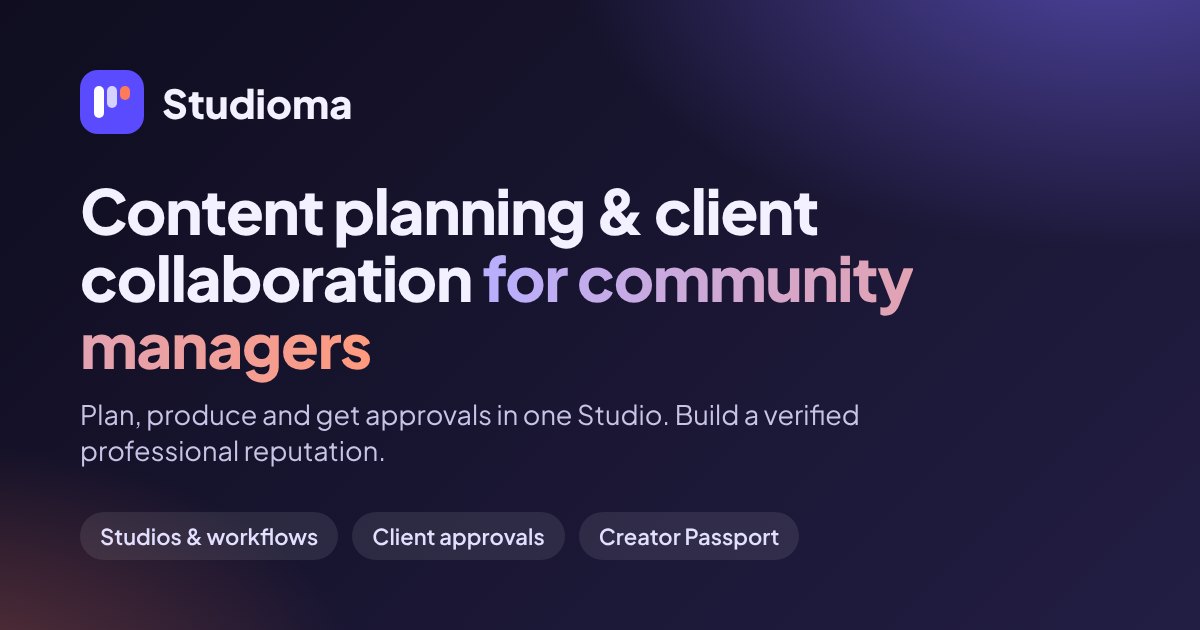 Studioma
Content planning & client
collaboration for community
managers
Plan, produce and get approvals in one Studio. Build a verified
professional reputation.
Studios & workflows
Client approvals
Creator Passport